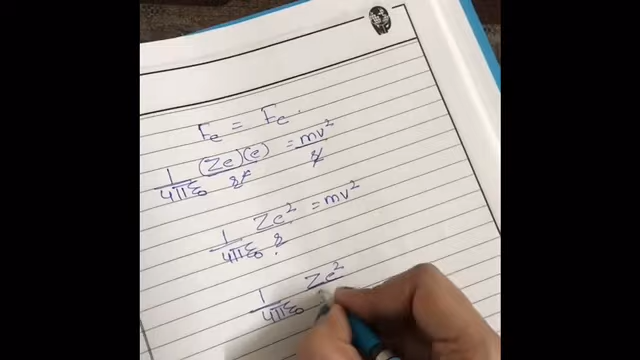 Fe = Fc
1/4πε₀ (Ze)(e)/r² = mv²/r
1/4πε₀ Ze²/r = mv²
1/4πε₀ Ze²